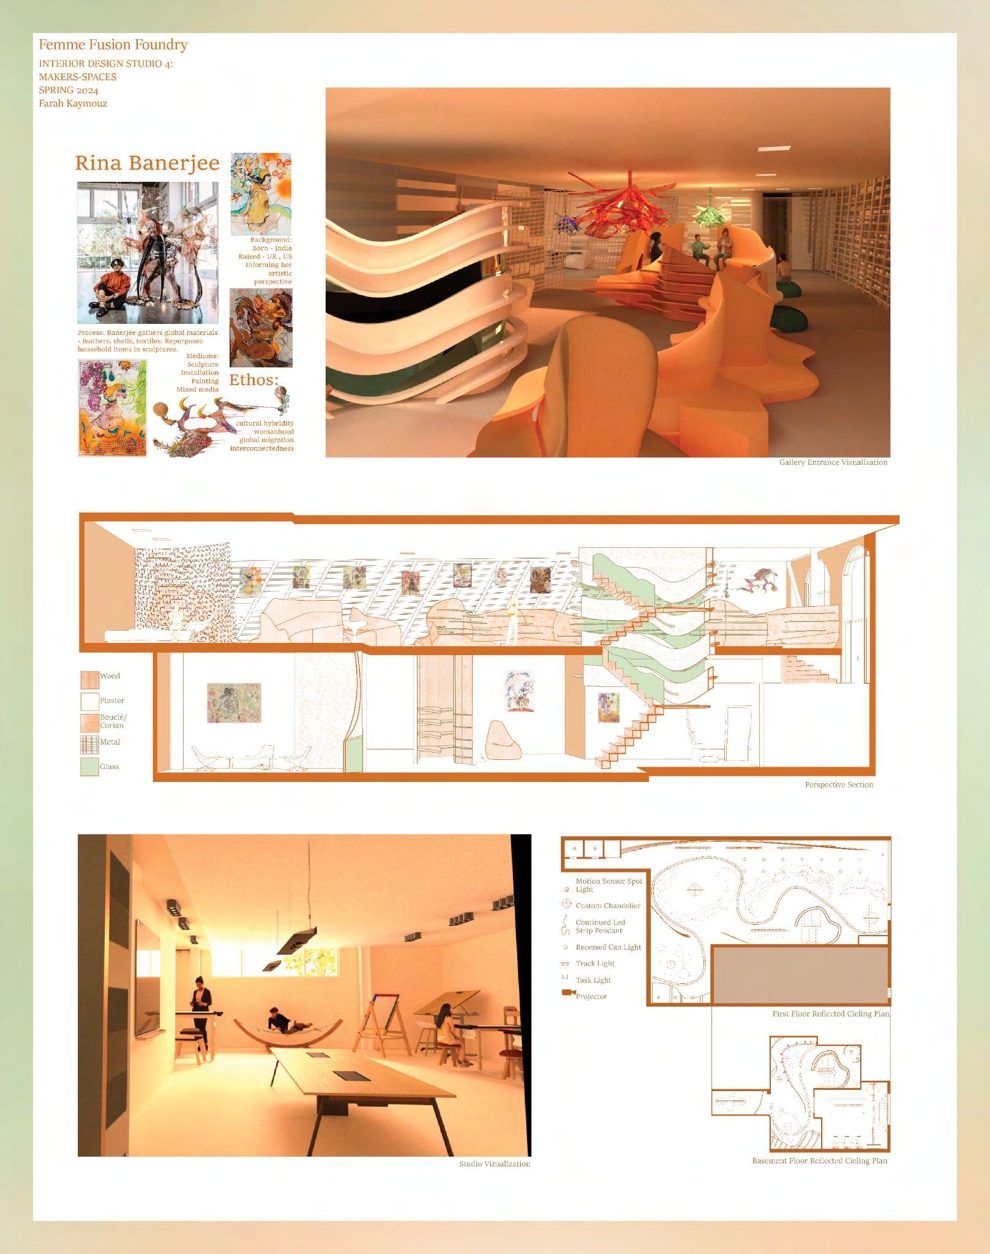 Femme Fusion Foundry
INTERIOR DESIGN STUDIO 4:
MAKERS-SPACES
SPRING 2024
Farah Kaymouz
Rina Banerjee
Background:
Born - India
Raised - UK , US
Informing her
artistic
perspective
Process: Banerjee gathers global materials
- feathers, shells, textiles. Repurposes
household items in sculptures.
Mediums:
Sculpture
Installation
Painting
Mixed media
Ethos:
cultural hybridity
womanhood
global migration
interconnectedness
Gallery Entrance Vizualization
Wood
Plaster
Bouclé/
Corian
Metal
Glass
Perspective Section
Studio Vizualization
Motion Sensor Spot
Light
Custom Chandelier
Continued Led
Strip Pendant
Recessed Can Light
Track Light
Task Light
Projector
First Floor Reflected Cieling Plan
Basement Floor Reflected Cieling Plan